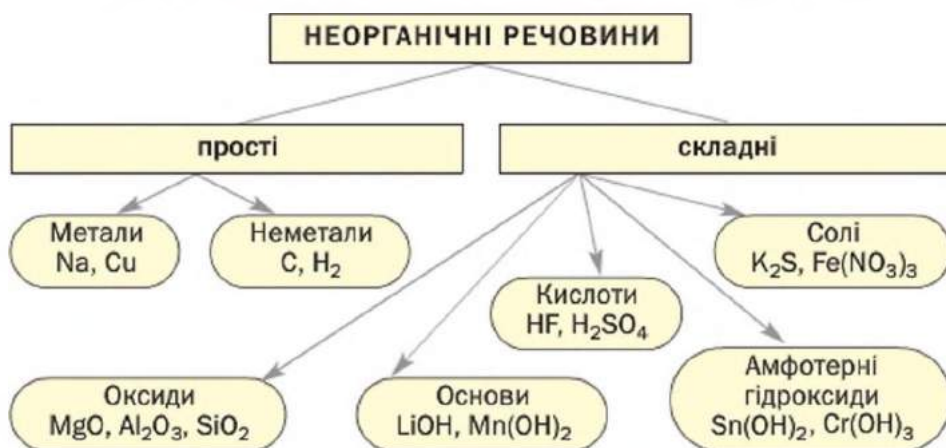 НЕОРГАНІЧНІ РЕЧОВИНИ
прості
складні
Метали
Na, Cu
Неметали
C, H₂
Солі
K₂S, Fe(NO₃)₃
Кислоти
HF, H₂SO₄
Оксиди
MgO, Al₂O₃, SiO₂
Основи
LiOH, Mn(OH)₂
Амфотерні
гідроксиди
Sn(OH)₂, Cr(OH)₃